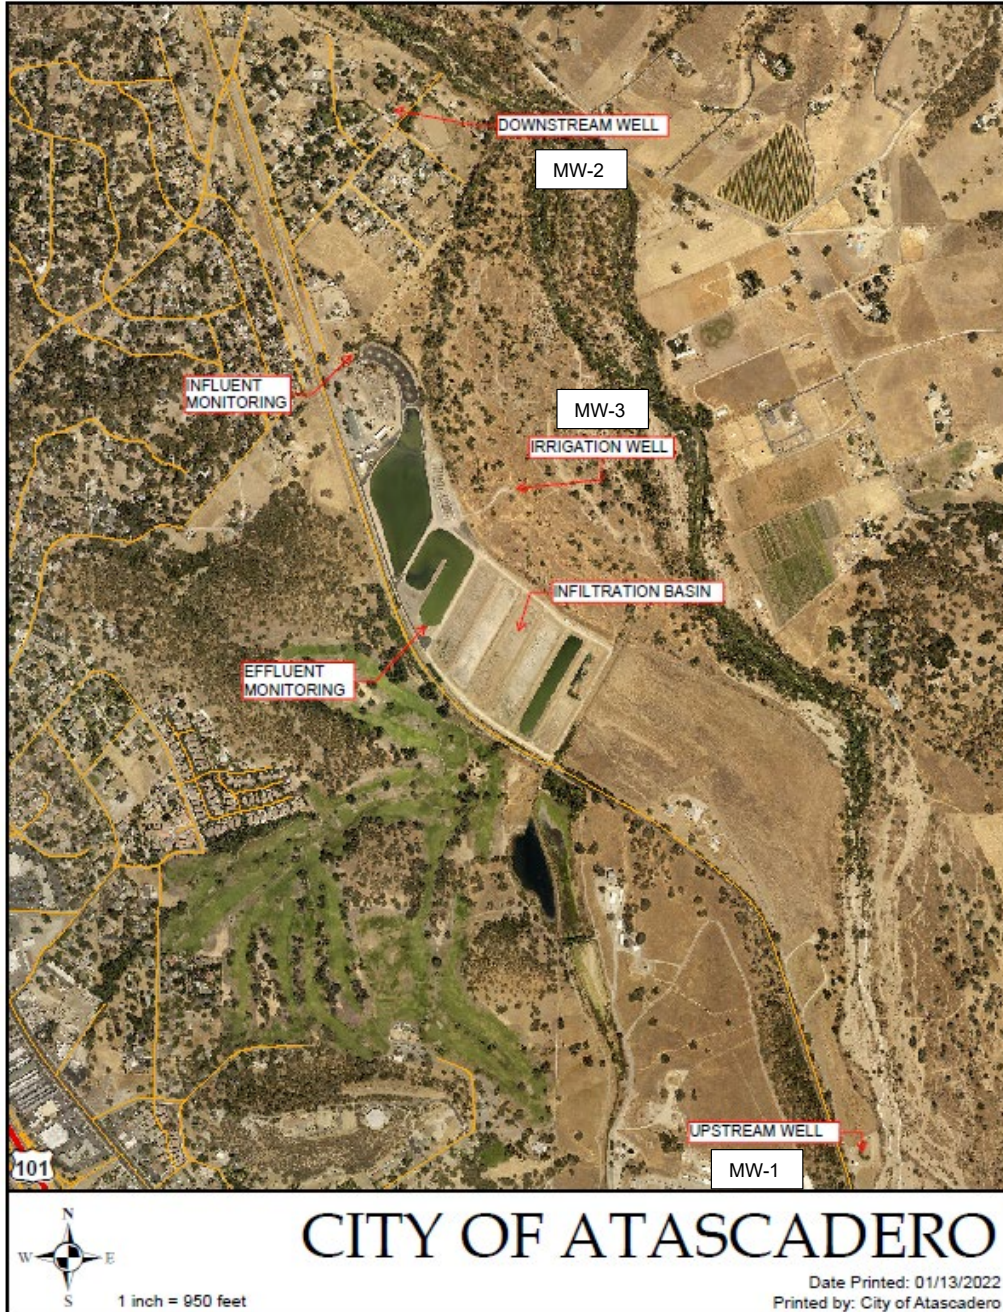 DOWNSTREAM WELL
MW-2
INFLUENT
MONITORING
MW-3
IRRIGATION WELL
INFILTRATION BASIN
EFFLUENT
MONITORING
UPSTREAM WELL
MW-1
101
N
W E
S
1 inch = 950 feet
CITY OF ATASCADERO
Date Printed: 01/13/2022
Printed by: City of Atascadero